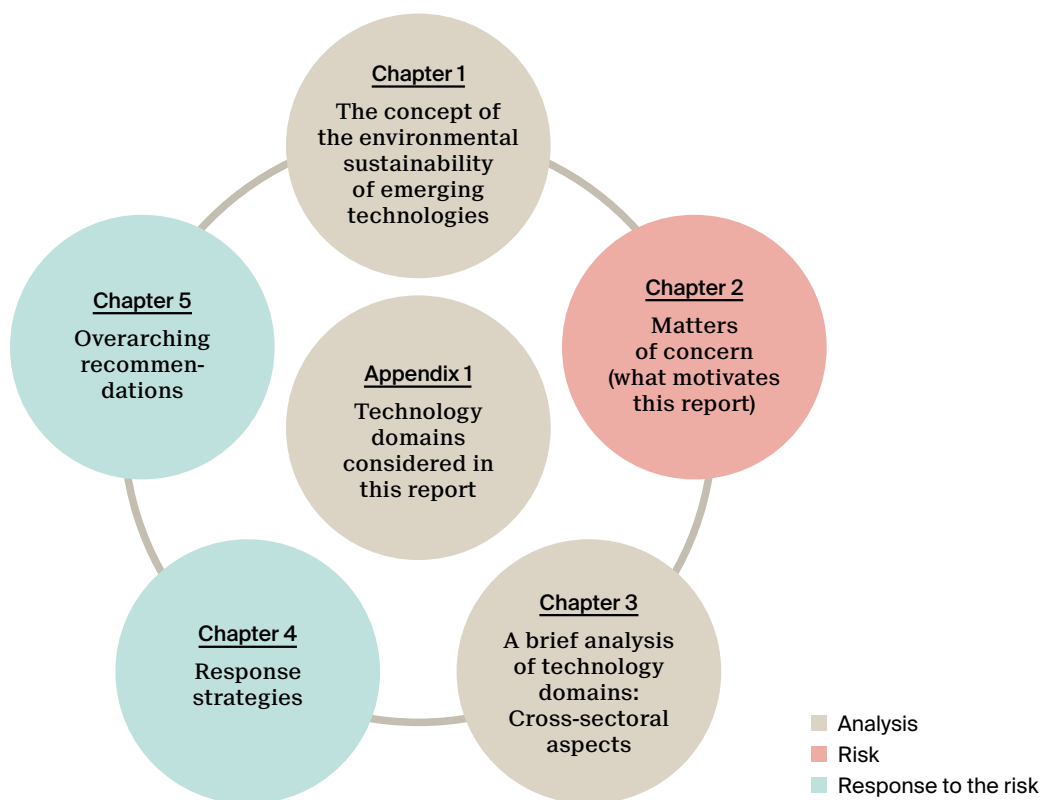 Chapter 1
The concept of
the environmental
sustainability
of emerging
technologies
Chapter 2
Matters
of concern
(what motivates
this report)
Chapter 3
A brief analysis
of technology
domains:
Cross-sectoral
aspects
Chapter 4
Response
strategies
Chapter 5
Overarching
recommen-
dations
Appendix 1
Technology
domains
considered in
this report
Analysis
Risk
Response to the risk